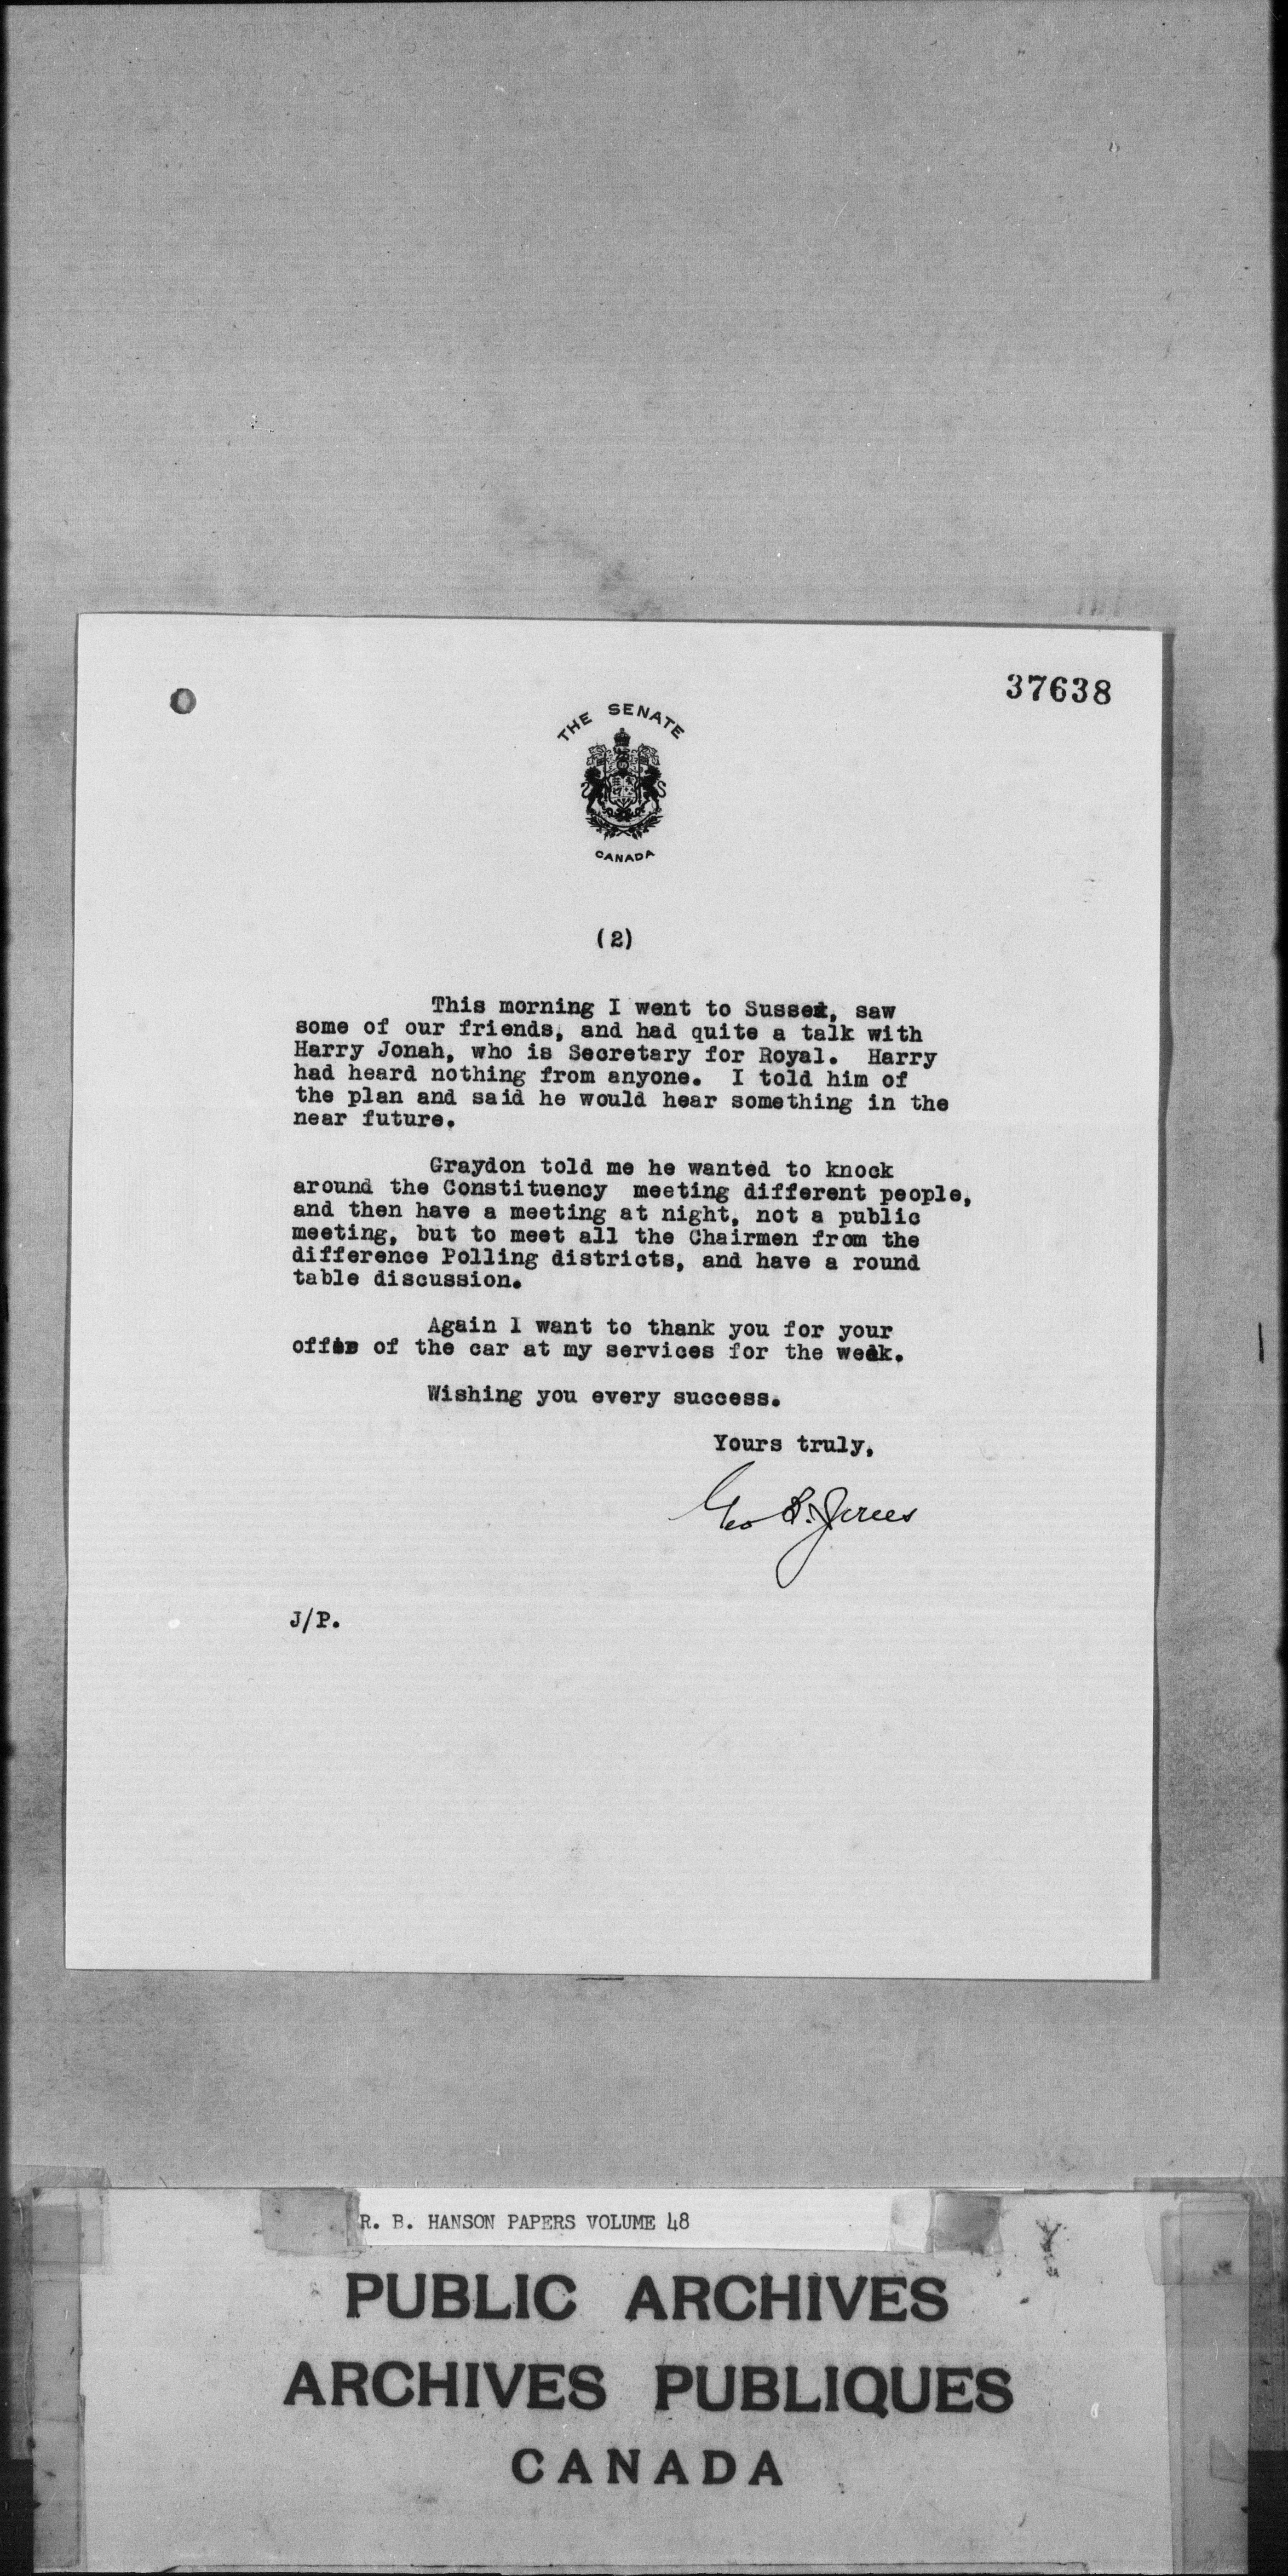 37638
THE SENATE
CANADA
(2)
This morning I went to Sussex, saw
some of our friends, and had quite a talk with
Harry Jonah, who is Secretary for Royal. Harry
had heard nothing from anyone. I told him of
the plan and said he would hear something in the
near future.
Graydon told me he wanted to knock
around the Constituency meeting different people,
and then have a meeting at night, not a public
meeting, but to meet all the Chairmen from the
difference Polling districts, and have a round
table discussion.
Again I want to thank you for your
offer of the car at my services for the week.
Wishing you every success.
Yours truly,
Geo B. Jones
J/P.
R. B. HANSON PAPERS VOLUME 48
PUBLIC ARCHIVES
ARCHIVES PUBLIQUES
CANADA